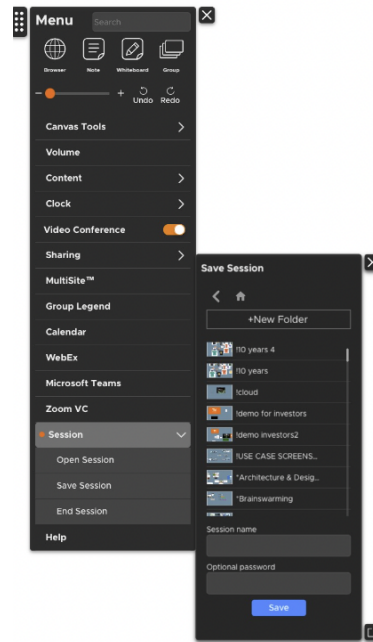 Menu
Search
Browser Note Whiteboard Group
- + Undo Redo
Canvas Tools
Volume
Content
Clock
Video Conference
Sharing
MultiSite™
Group Legend
Calendar
WebEx
Microsoft Teams
Zoom VC
Session
Open Session
Save Session
End Session
Help
Save Session
+New Folder
!10 years 4
!10 years
!cloud
!demo for investors
!demo investors2
!USE CASE SCREENS...
*Architecture & Desig...
*Brainswarming
Session name
Optional password
Save